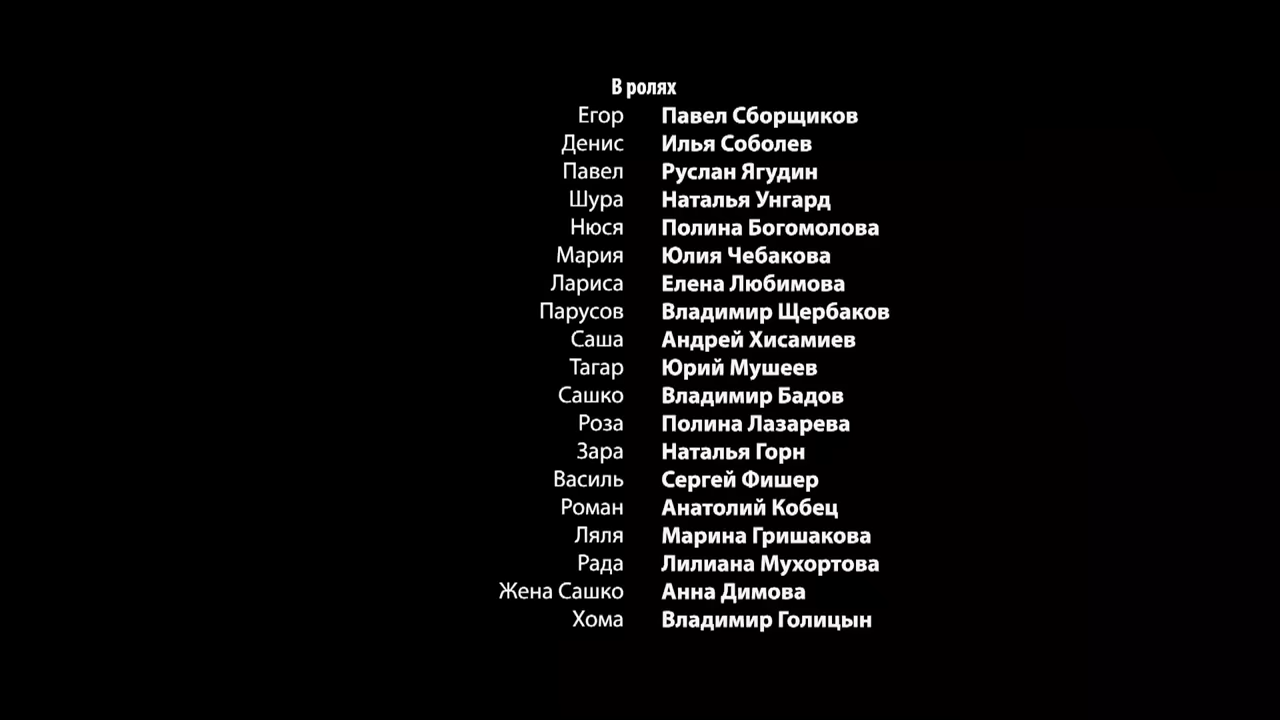 В ролях
Егор Павел Сборщиков
Денис Илья Соболев
Павел Руслан Ягудин
Шура Наталья Унгард
Нюся Полина Богомолова
Мария Юлия Чебакова
Лариса Елена Любимова
Парусов Владимир Щербаков
Саша Андрей Хисамиев
Тагар Юрий Мушеев
Сашко Владимир Бадов
Роза Полина Лазарева
Зара Наталья Горн
Василь Сергей Фишер
Роман Анатолий Кобец
Ляля Марина Гришакова
Рада Лилиана Мухортова
Жена Сашко Анна Димова
Хома Владимир Голицын